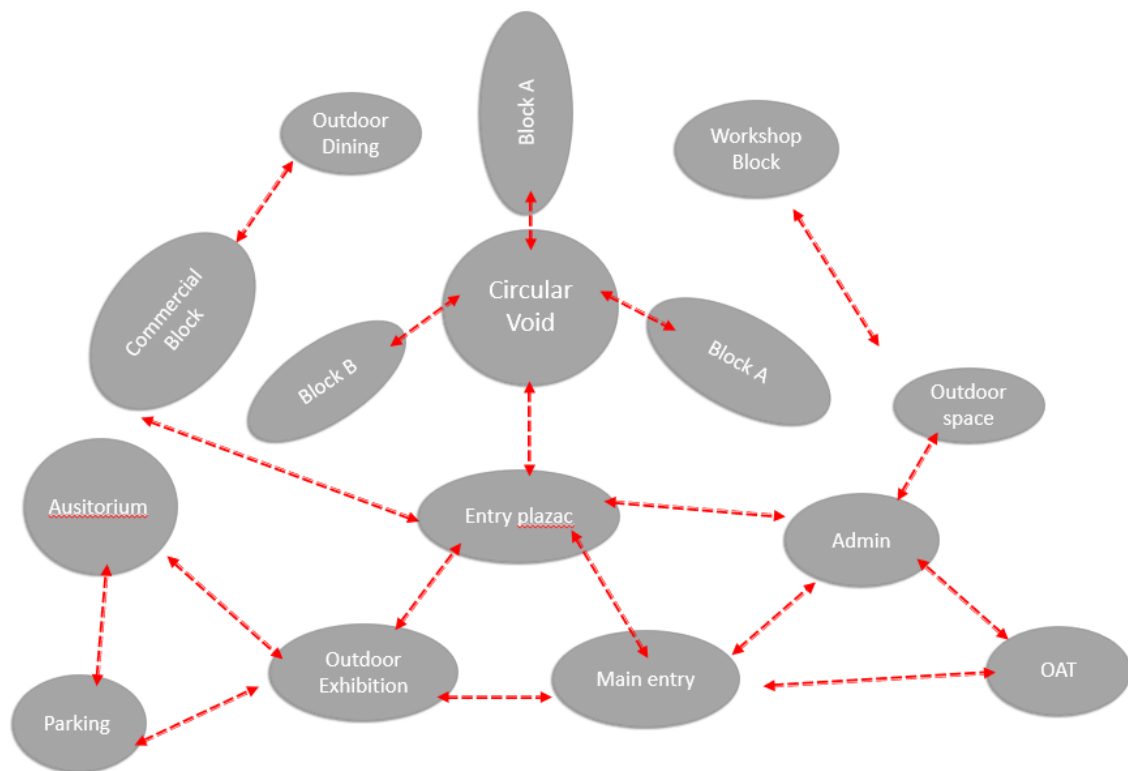 Block A
Outdoor
Dining
Workshop
Block
Circular
Void
Commercial
Block
Block B
Block A
Outdoor
space
Ausitorium
Entry plazac
Admin
Outdoor
Exhibition
Main entry
OAT
Parking